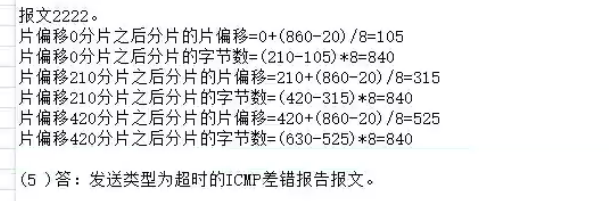 报文2222。
片偏移0分片之后分片的片偏移=0+(860-20)/8=105
片偏移0分片之后分片的字节数=(210-105)*8=840
片偏移210分片之后分片的片偏移=210+(860-20)/8=315
片偏移210分片之后分片的字节数=(420-315)*8=840
片偏移420分片之后分片的片偏移=420+(860-20)/8=525
片偏移420分片之后分片的字节数=(630-525)*8=840
(5 )答：发送类型为超时的ICMP差错报告报文。